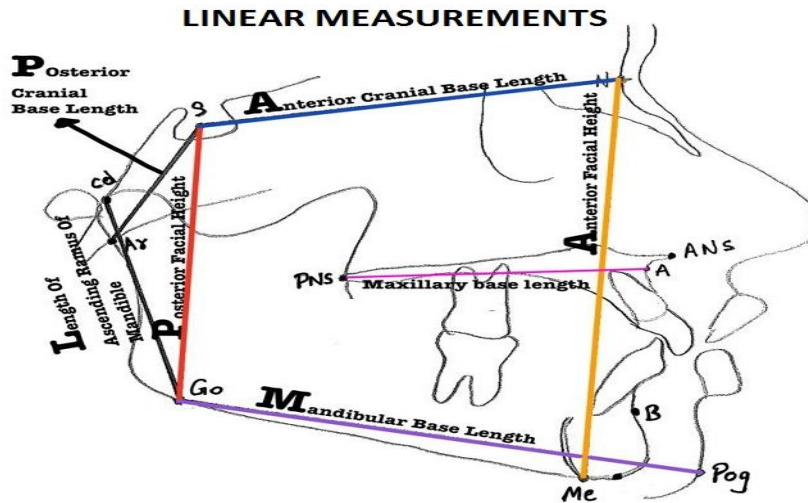 LINEAR MEASUREMENTS
Posterior
Cranial
Base Length
S
Anterior Cranial Base Length
N
Cd
Ar
Length Of
Ascending Ramus Of
Mandible
Posterior Facial Height
Anterior Facial Height
ANS
PNS
A
Maxillary base length
Go
Mandibular Base Length
B
Me
Pog